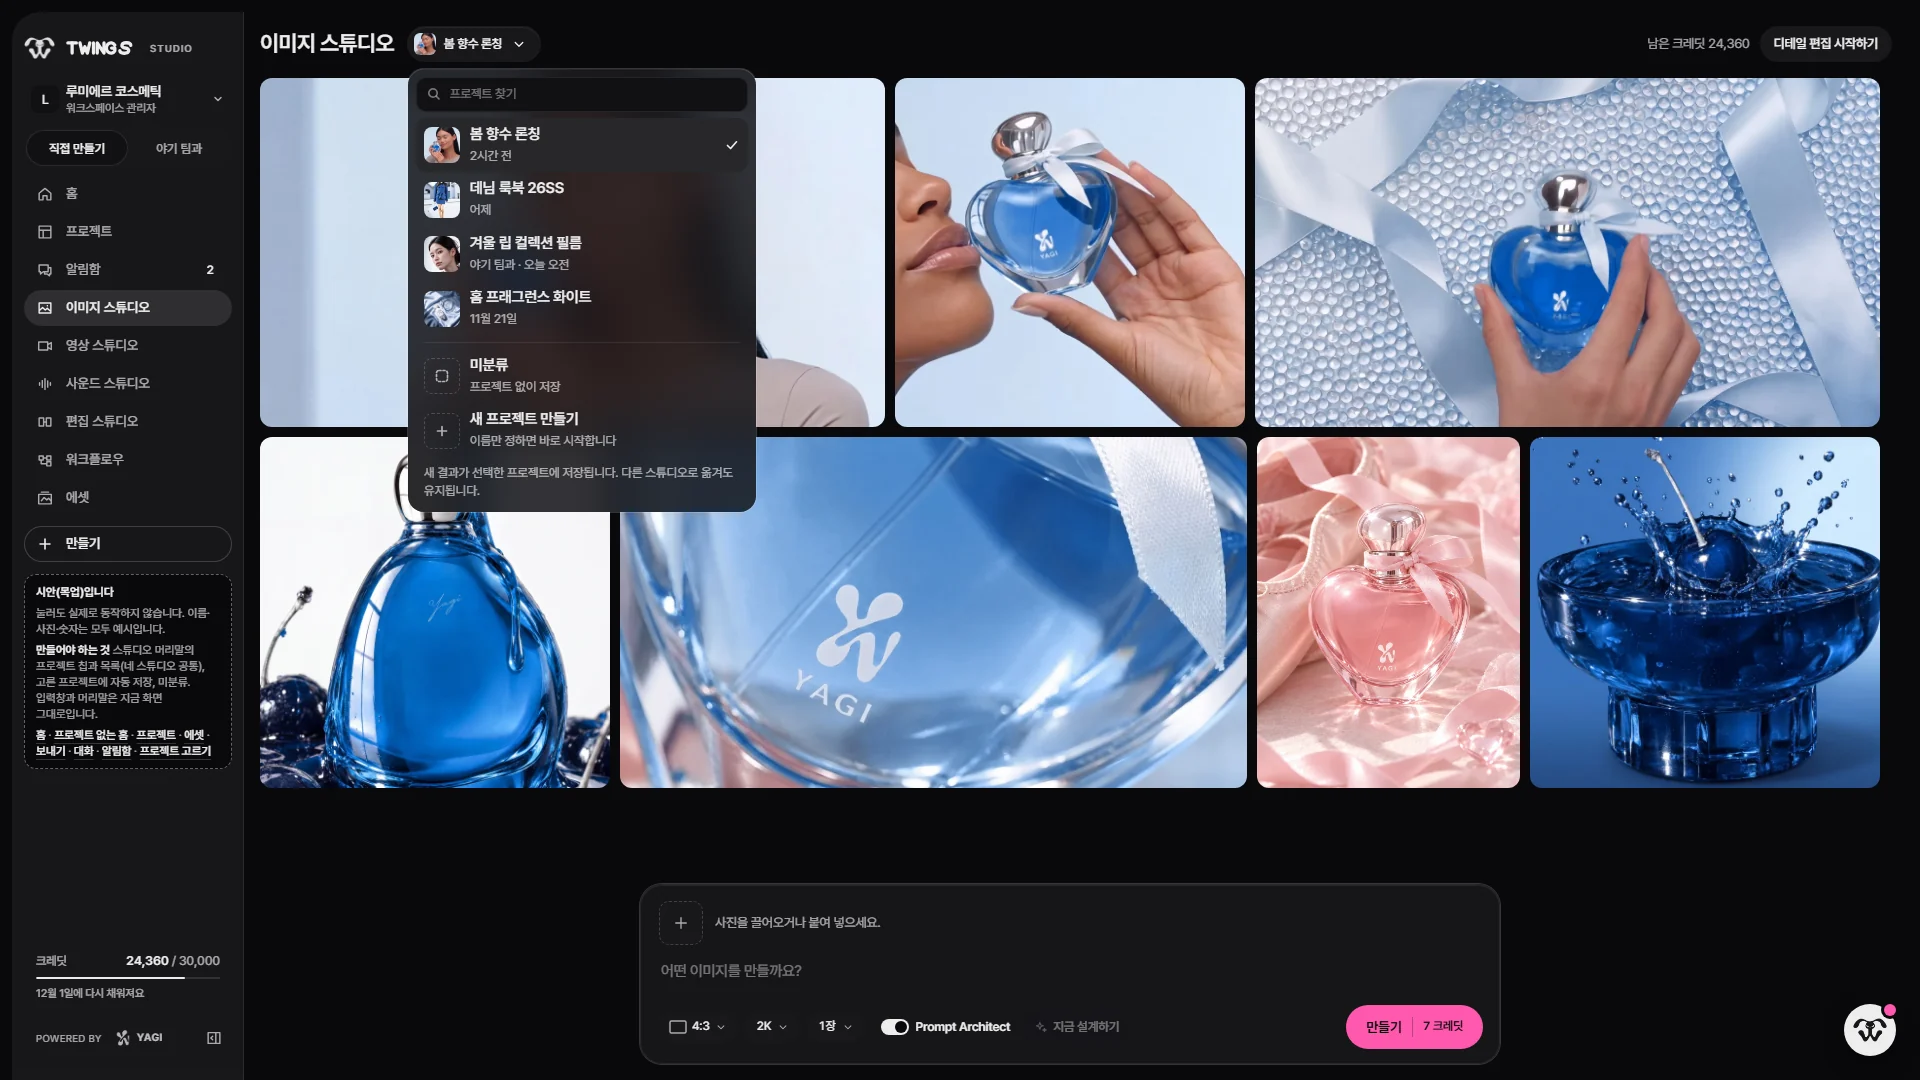 TWINGS STUDIO
L
루미에르 코스메틱
워크스페이스 관리자
직접 만들기
야기 팀과
홈
프로젝트
알림함 2
이미지 스튜디오
영상 스튜디오
사운드 스튜디오
편집 스튜디오
워크플로우
에셋
만들기
시안(목업)입니다
눌러도 실제로 동작하지 않습니다. 이름·
사진·숫자는 모두 예시입니다.
만들어야 하는 것 스튜디오 머리말의
프로젝트 칩과 목록(네 스튜디오 공통),
고른 프로젝트에 자동 저장, 미분류.
입력창과 머리말은 지금 화면
그대로입니다.
홈 · 프로젝트 없는 홈 · 프로젝트 · 에셋 ·
보내기 · 대화 · 알림함 · 프로젝트 고르기
크레딧 24,360 / 30,000
12월 1일에 다시 채워져요
POWERED BY YAGI
이미지 스튜디오
봄 향수 론칭
남은 크레딧 24,360
디테일 편집 시작하기
프로젝트 찾기
봄 향수 론칭
2시간 전
데님 룩북 26SS
어제
겨울 립 컬렉션 필름
야기 팀과 · 오늘 오전
홈 프래그런스 화이트
11월 21일
미분류
프로젝트 없이 저장
새 프로젝트 만들기
이름만 정하면 바로 시작합니다
새 결과가 선택한 프로젝트에 저장됩니다. 다른 스튜디오로 옮겨도
유지됩니다.
YAGI
Yagi
YAGI
YAGI
사진을 끌어오거나 붙여 넣으세요.
어떤 이미지를 만들까요?
4:3
2K
1장
Prompt Architect
지금 설계하기
만들기 7 크레딧